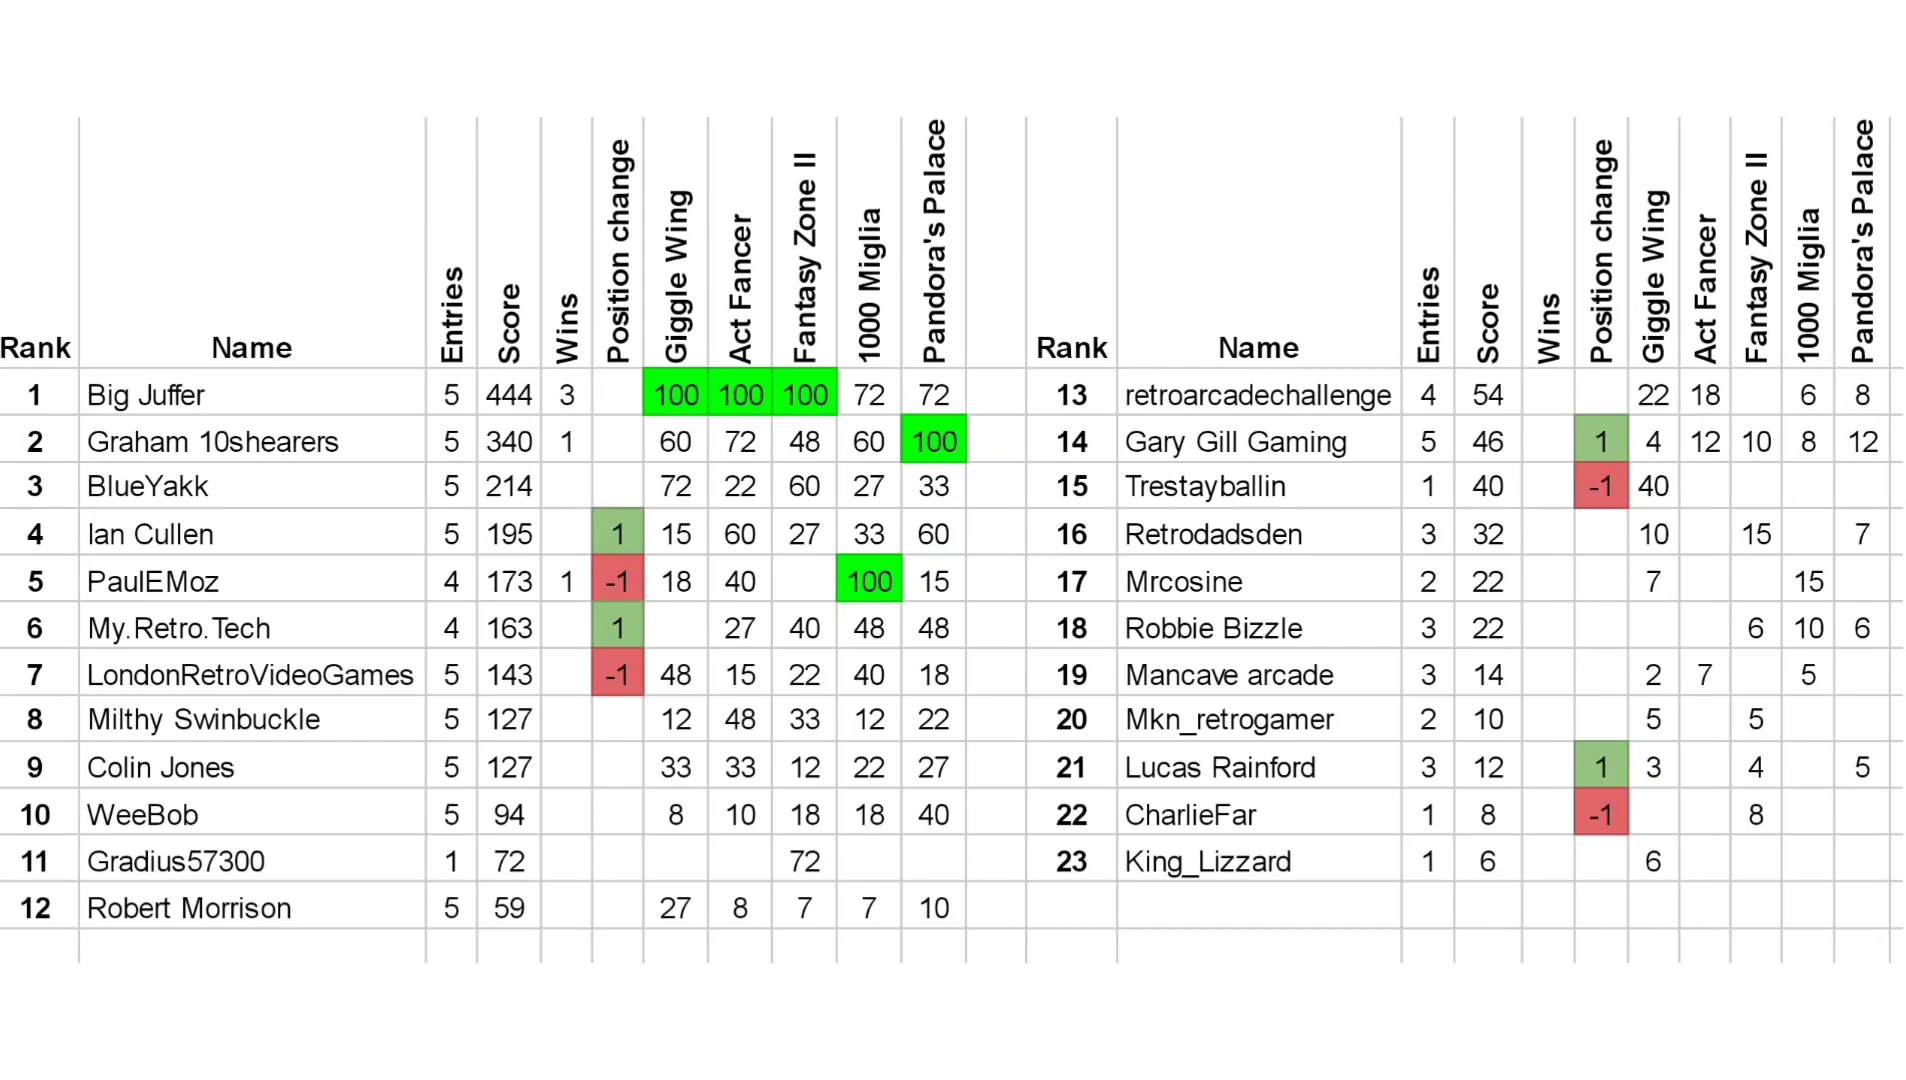 Rank Name Entries Score Wins Position change Giggle Wing Act Fancer Fantasy Zone II 1000 Miglia Pandora's Palace
1 Big Juffer 5 444 3 100 100 100 72 72
2 Graham 10shearers 5 340 1 60 72 48 60 100
3 BlueYakk 5 214 72 22 60 27 33
4 Ian Cullen 5 195 1 15 60 27 33 60
5 PaulEMoz 4 173 1 -1 18 40 100 15
6 My.Retro.Tech 4 163 1 27 40 48 48
7 LondonRetroVideoGames 5 143 -1 48 15 22 40 18
8 Milthy Swinbuckle 5 127 12 48 33 12 22
9 Colin Jones 5 127 33 33 12 22 27
10 WeeBob 5 94 8 10 18 18 40
11 Gradius57300 1 72 72
12 Robert Morrison 5 59 27 8 7 7 10
Rank Name Entries Score Wins Position change Giggle Wing Act Fancer Fantasy Zone II 1000 Miglia Pandora's Palace
13 retroarcadechallenge 4 54 22 18 6 8
14 Gary Gill Gaming 5 46 1 4 12 10 8 12
15 Trestayballin 1 40 -1 40
16 Retrodadsden 3 32 10 15 7
17 Mrcosine 2 22 7 15
18 Robbie Bizzle 3 22 6 10 6
19 Mancave arcade 3 14 2 7 5
20 Mkn_retrogamer 2 10 5 5
21 Lucas Rainford 3 12 1 3 4 5
22 CharlieFar 1 8 -1 8
23 King_Lizzard 1 6 6